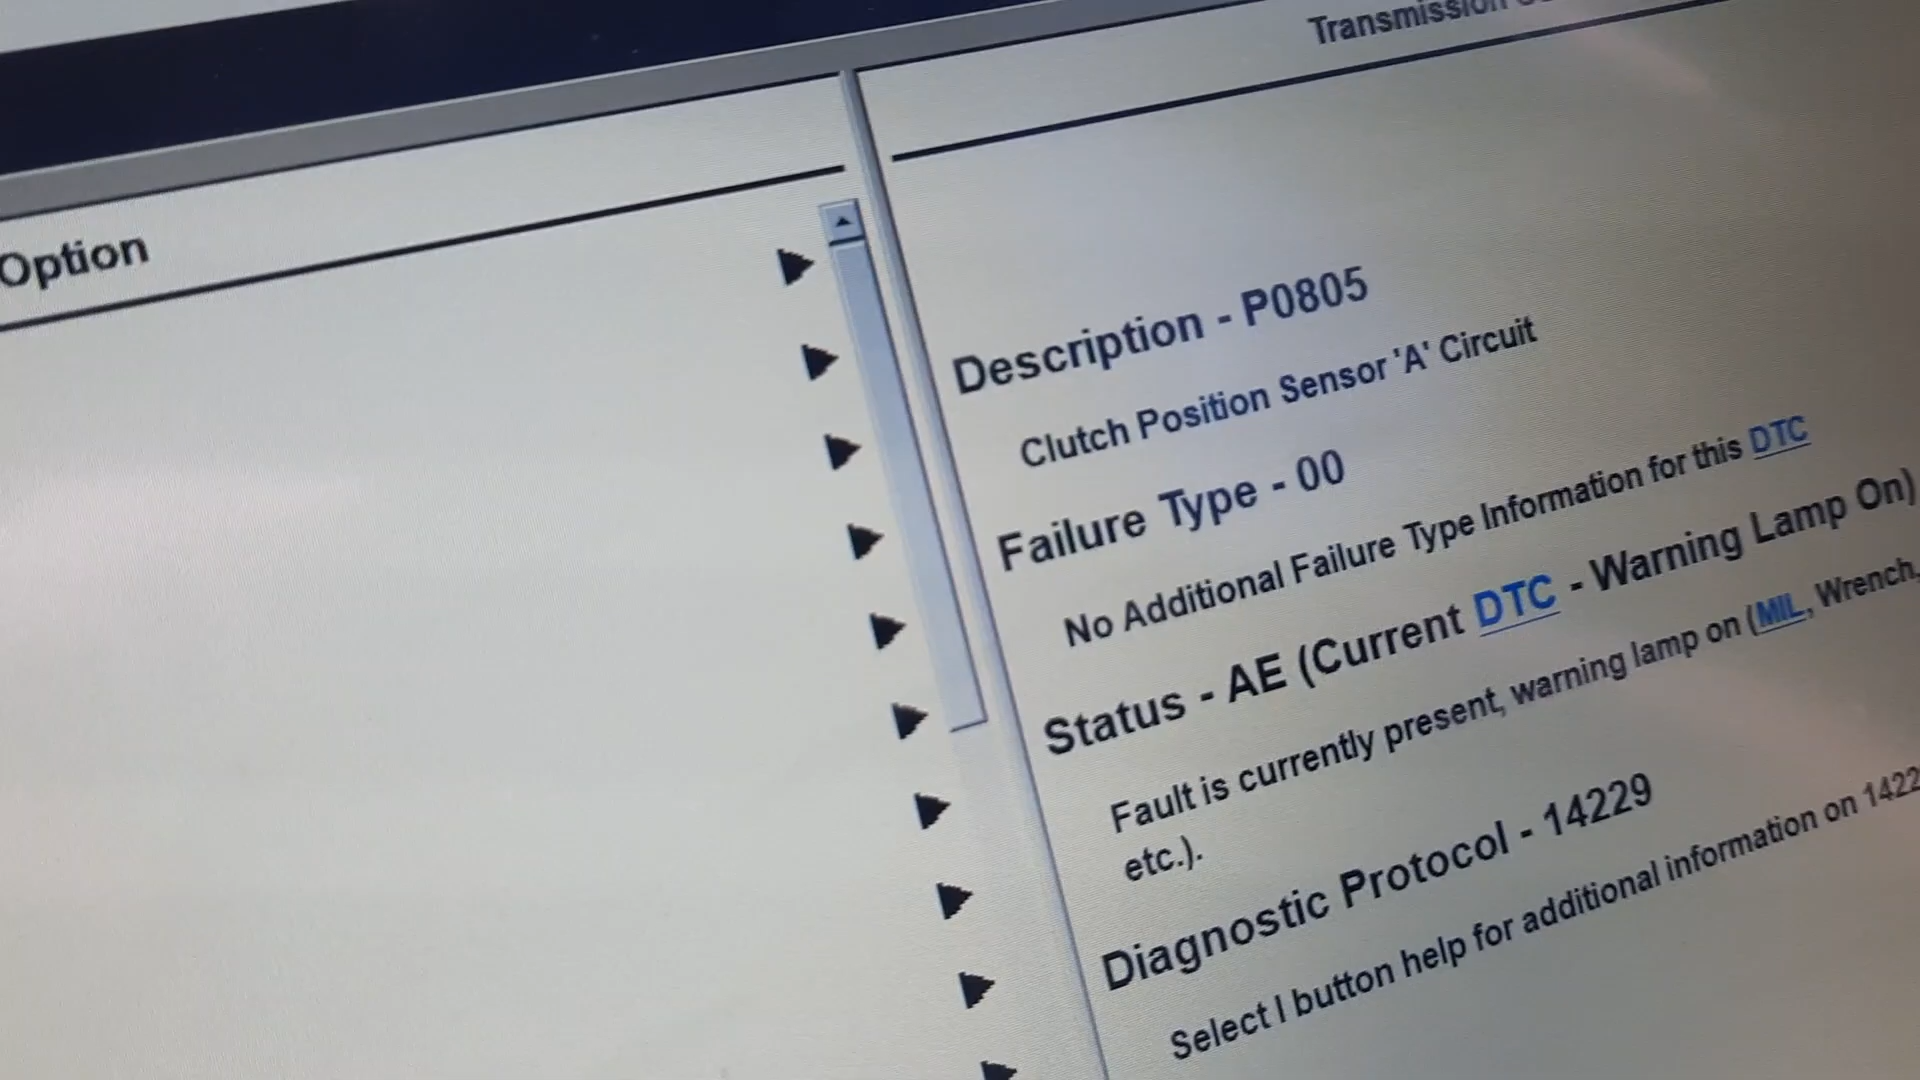 Transmission
Option
Description - P0805
Clutch Position Sensor 'A' Circuit
Failure Type - 00
No Additional Failure Type Information for this DTC
Status - AE (Current DTC - Warning Lamp On)
Fault is currently present, warning lamp on (MIL, Wrench,
etc.).
Diagnostic Protocol - 14229
Select I button help for additional information on 1422